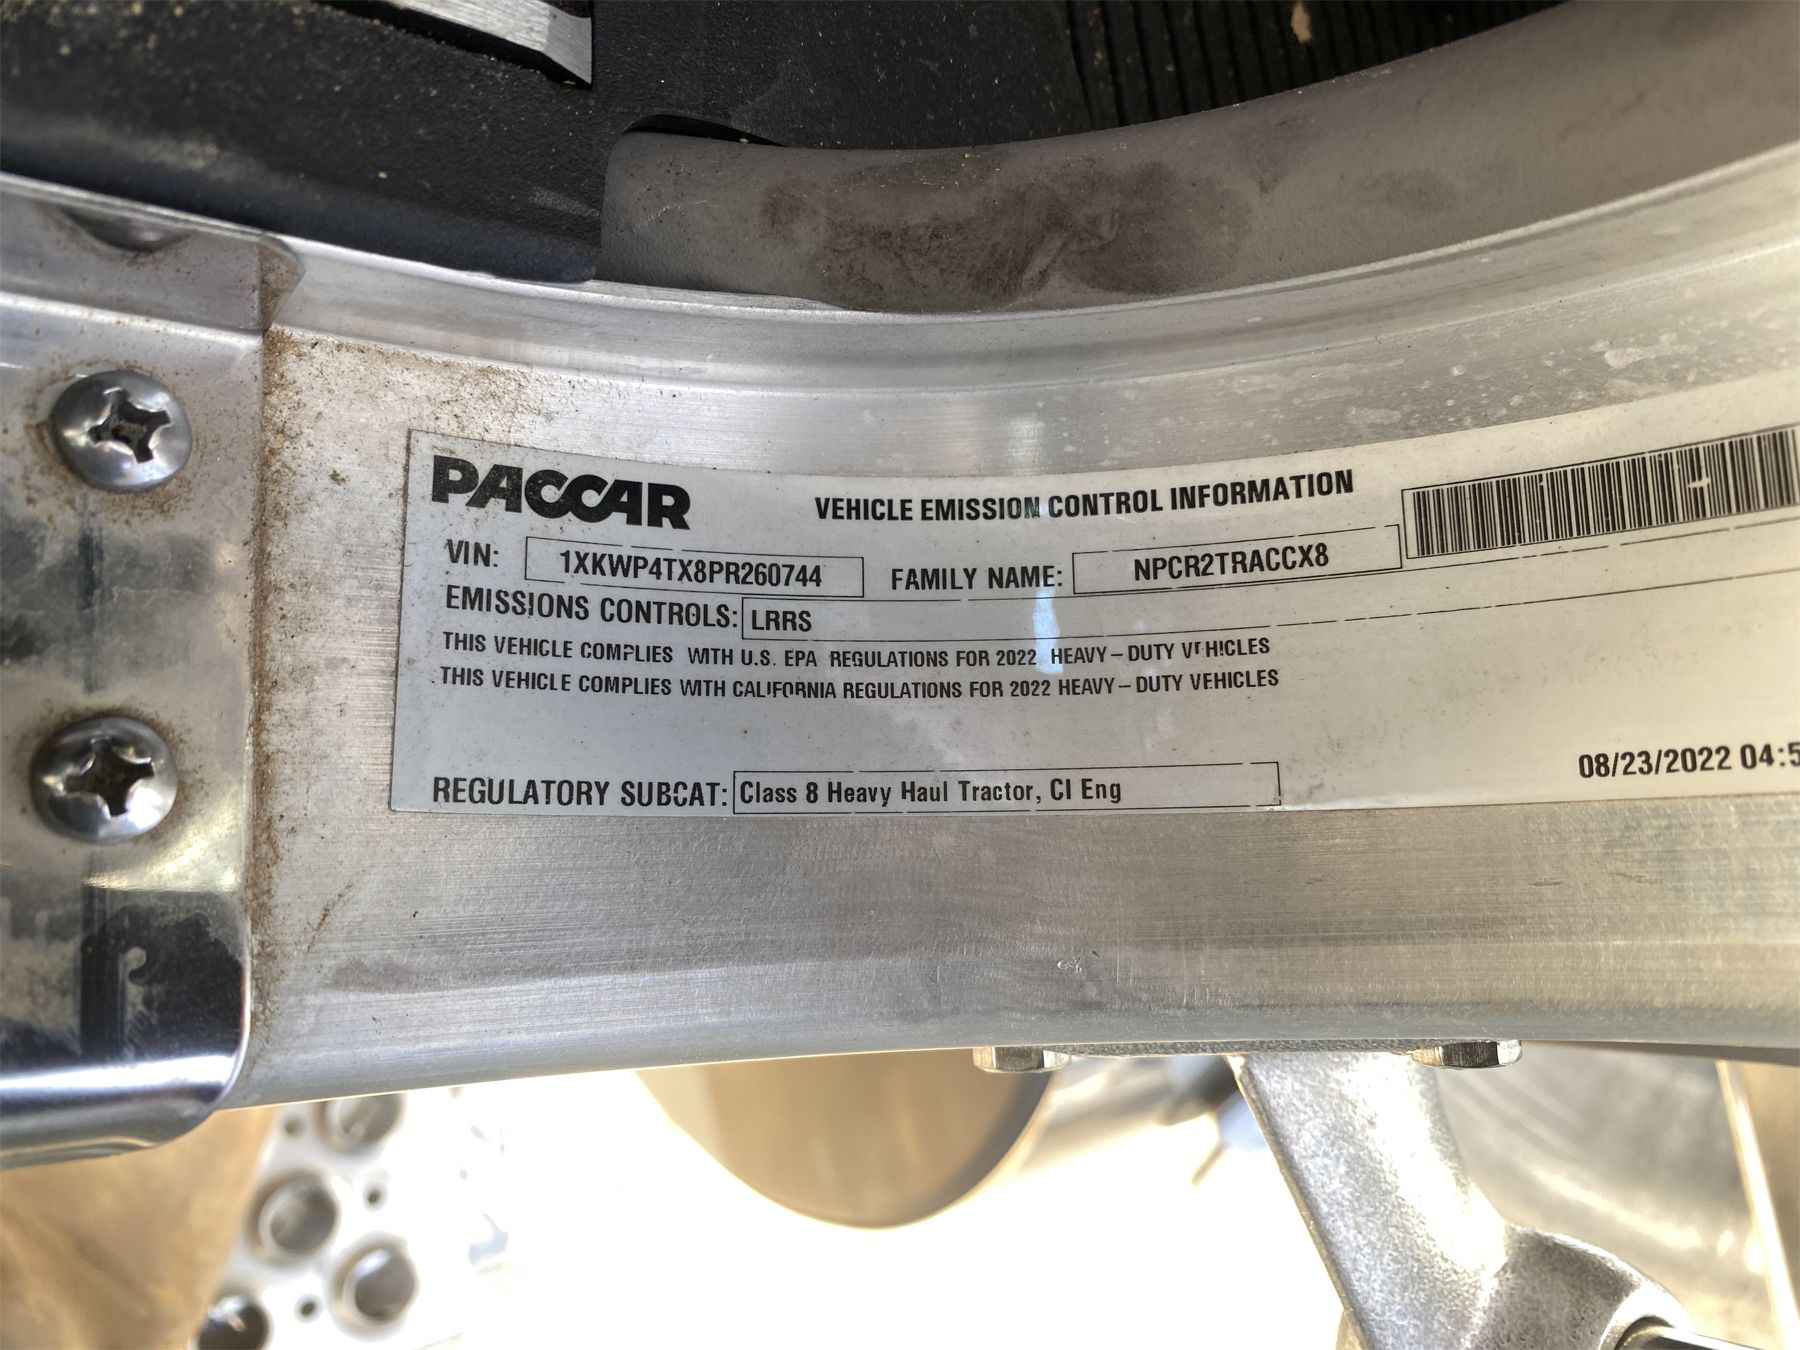 PACCAR
VEHICLE EMISSION CONTROL INFORMATION
VIN: 1XKWP4TX8PR260744 FAMILY NAME: NPCR2TRACCX8
EMISSIONS CONTROLS: LRRS
THIS VEHICLE COMPLIES WITH U.S. EPA REGULATIONS FOR 2022 HEAVY-DUTY VEHICLES
THIS VEHICLE COMPLIES WITH CALIFORNIA REGULATIONS FOR 2022 HEAVY-DUTY VEHICLES
08/23/2022 04:5
REGULATORY SUBCAT: Class 8 Heavy Haul Tractor, CI Eng